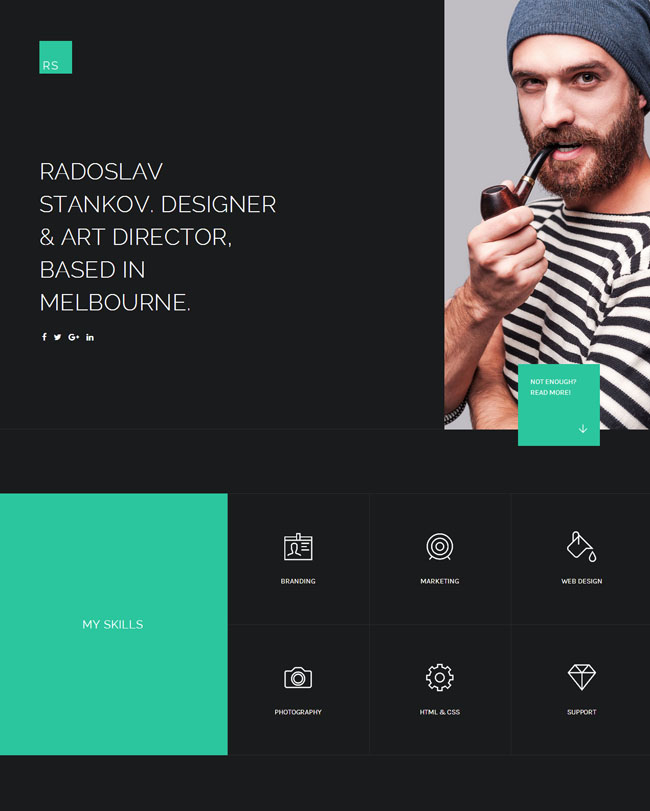 RS
RADOSLAV
STANKOV. DESIGNER
& ART DIRECTOR,
BASED IN
MELBOURNE.
NOT ENOUGH?
READ MORE!
MY SKILLS
BRANDING
MARKETING
WEB DESIGN
PHOTOGRAPHY
HTML & CSS
SUPPORT